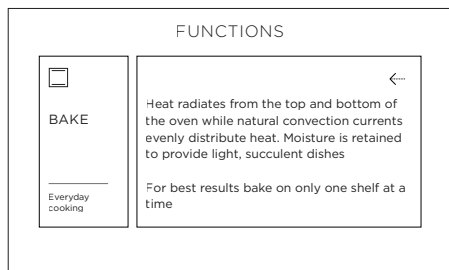 FUNCTIONS
BAKE
Everyday
cooking
Heat radiates from the top and bottom of
the oven while natural convection currents
evenly distribute heat. Moisture is retained
to provide light, succulent dishes
For best results bake on only one shelf at a
time